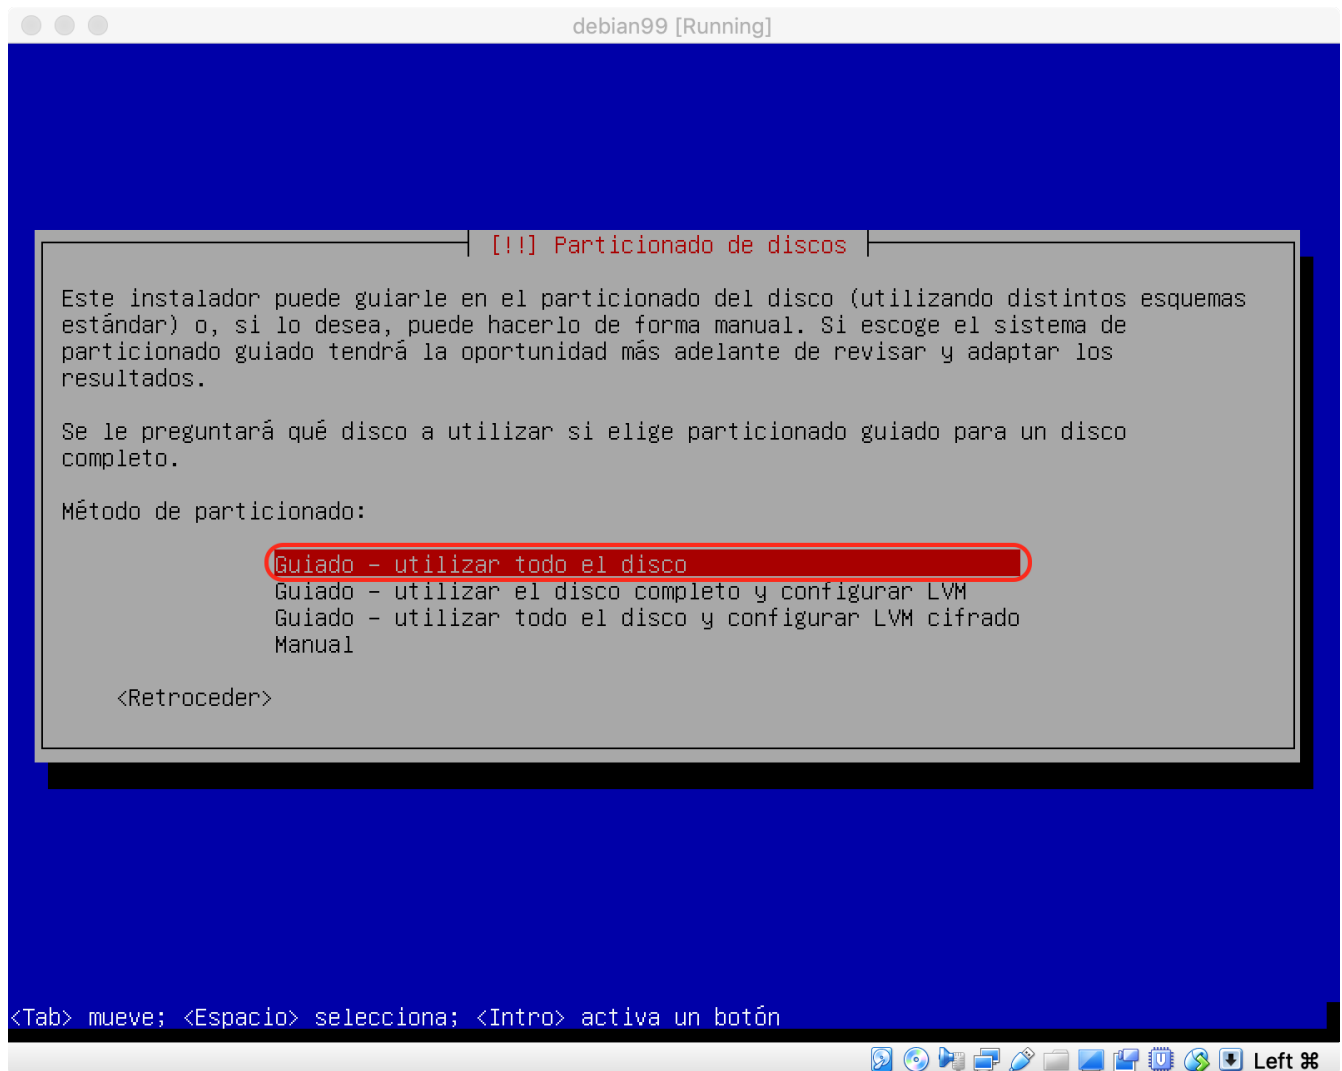 debian99 [Running]
[!!] Particionado de discos
Este instalador puede guiarle en el particionado del disco (utilizando distintos esquemas
estándar) o, si lo desea, puede hacerlo de forma manual. Si escoge el sistema de
particionado guiado tendrá la oportunidad más adelante de revisar y adaptar los
resultados.
Se le preguntará qué disco a utilizar si elige particionado guiado para un disco
completo.
Método de particionado:
Guiado – utilizar todo el disco
Guiado – utilizar el disco completo y configurar LVM
Guiado – utilizar todo el disco y configurar LVM cifrado
Manual
<Retroceder>
<Tab> mueve; <Espacio> selecciona; <Intro> activa un botón
Left ⌘